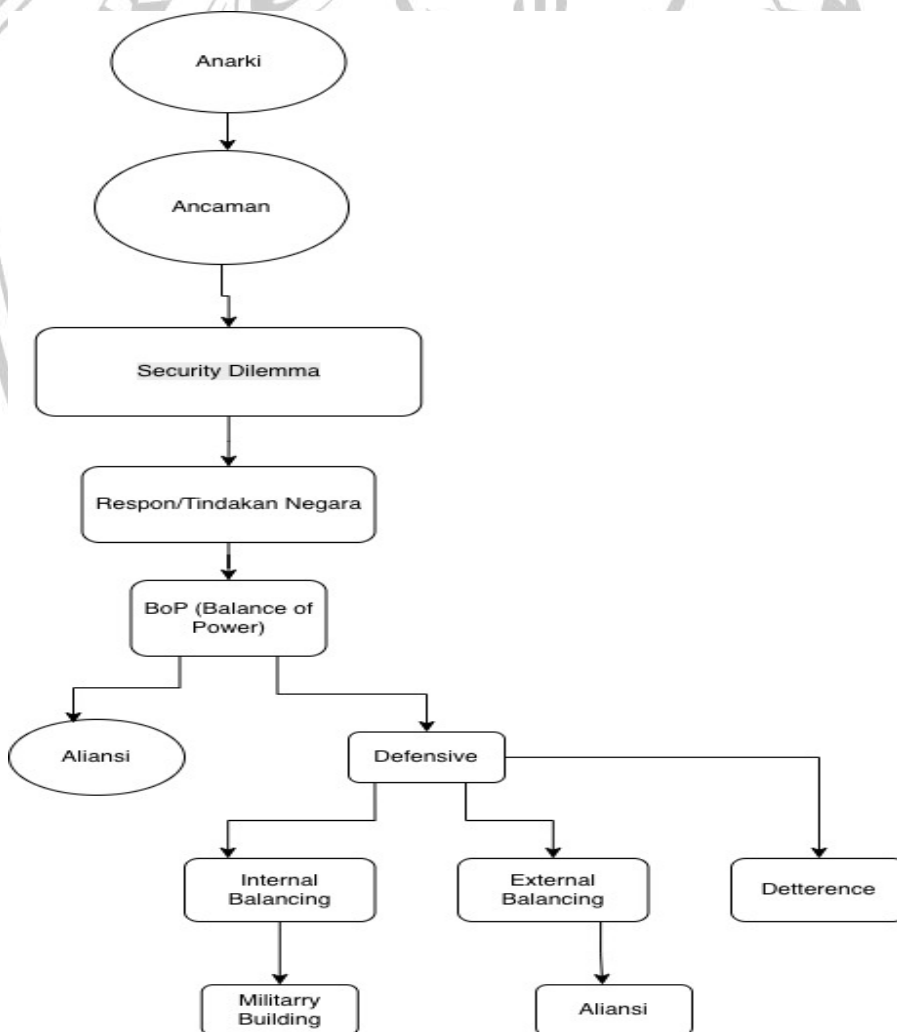 Anarki
Ancaman
Security Dilemma
Respon/Tindakan Negara
BoP (Balance of
Power)
Aliansi
Defensive
Internal
Balancing
External
Balancing
Detterence
Militarry
Building
Aliansi